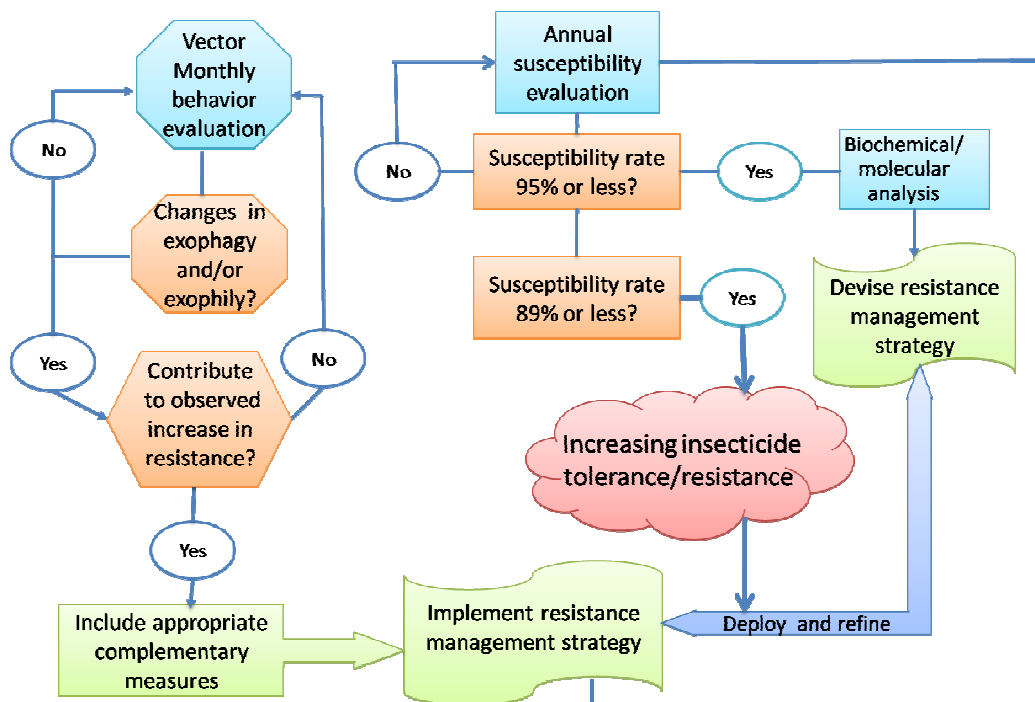 Vector
Monthly
behavior
evaluation
No
Changes in
exophagy
and/or
exophily?
Yes
No
Contribute
to observed
increase in
resistance?
Yes
Include appropriate
complementary
measures
Annual
susceptibility
evaluation
No
Susceptibility rate
95% or less?
Yes
Biochemical/
molecular
analysis
Susceptibility rate
89% or less?
Yes
Devise resistance
management
strategy
Increasing insecticide
tolerance/resistance
Implement resistance
management strategy
Deploy and refine